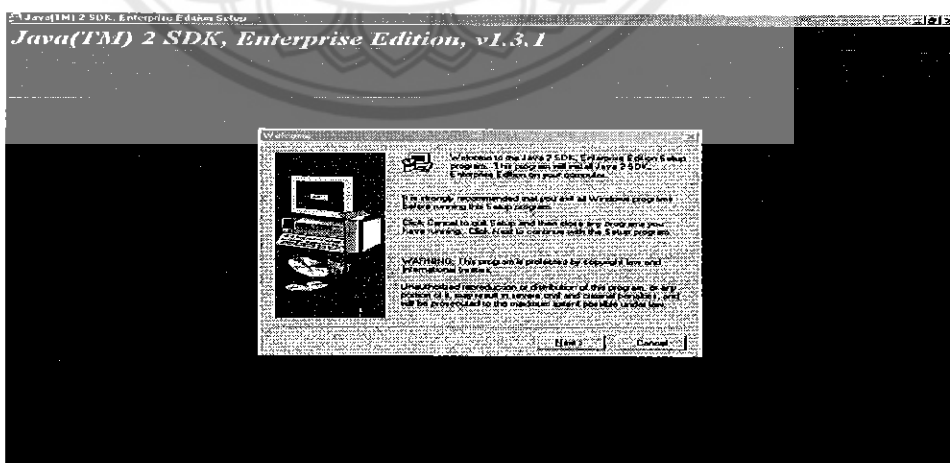 Java(TM) 2 SDK, Enterprise Edition Setup
Java(TM) 2 SDK, Enterprise Edition, v1.3.1
Welcome
Welcome to the Java 2 SDK, Enterprise Edition Setup
program. This program will install Java 2 SDK,
Enterprise Edition on your computer.
It is strongly recommended that you exit all Windows programs
before running this Setup program.
Click Cancel to quit Setup and then close any programs you
have running. Click Next to continue with the Setup program.
WARNING: This program is protected by copyright law and
international treaties.
Unauthorized reproduction or distribution of this program, or any
portion of it, may result in severe civil and criminal penalties, and
will be prosecuted to the maximum extent possible under law.
Next >
Cancel